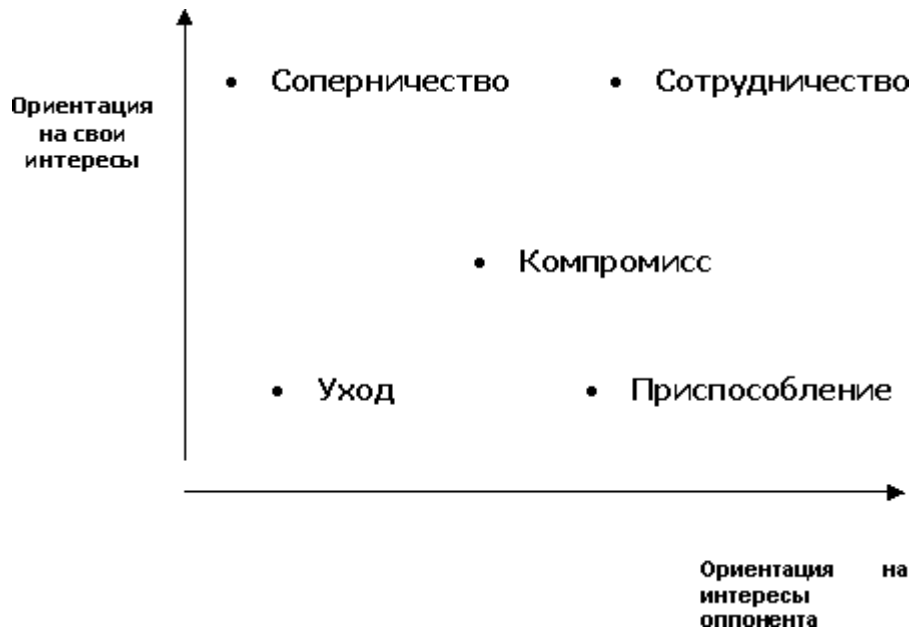 • Соперничество
• Сотрудничество
Ориентация
на свои
интересы
• Компромисс
• Уход
• Приспособление
Ориентация на
интересы
оппонента